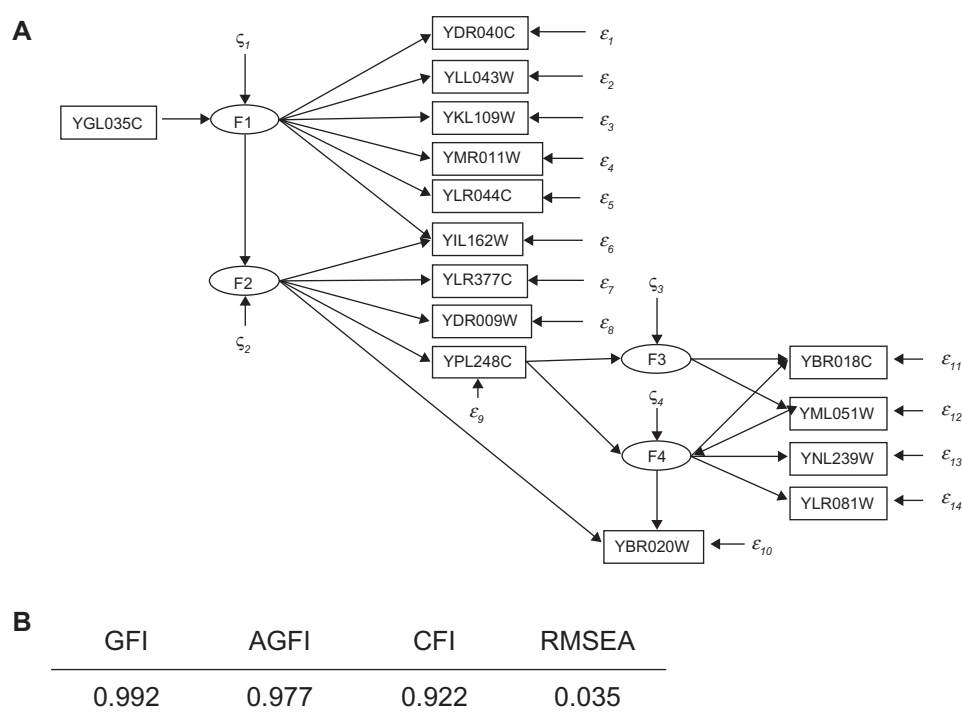 A
ς1
YDR040C
ε1
YLL043W
ε2
YGL035C
F1
YKL109W
ε3
YMR011W
ε4
YLR044C
ε5
YIL162W
ε6
F2
YLR377C
ε7
ς2
YDR009W
ε8
ς3
YPL248C
F3
YBR018C
ε11
ε9
ς4
YML051W
ε12
F4
YNL239W
ε13
YLR081W
ε14
YBR020W
ε10
B
GFI AGFI CFI RMSEA
0.992 0.977 0.922 0.035